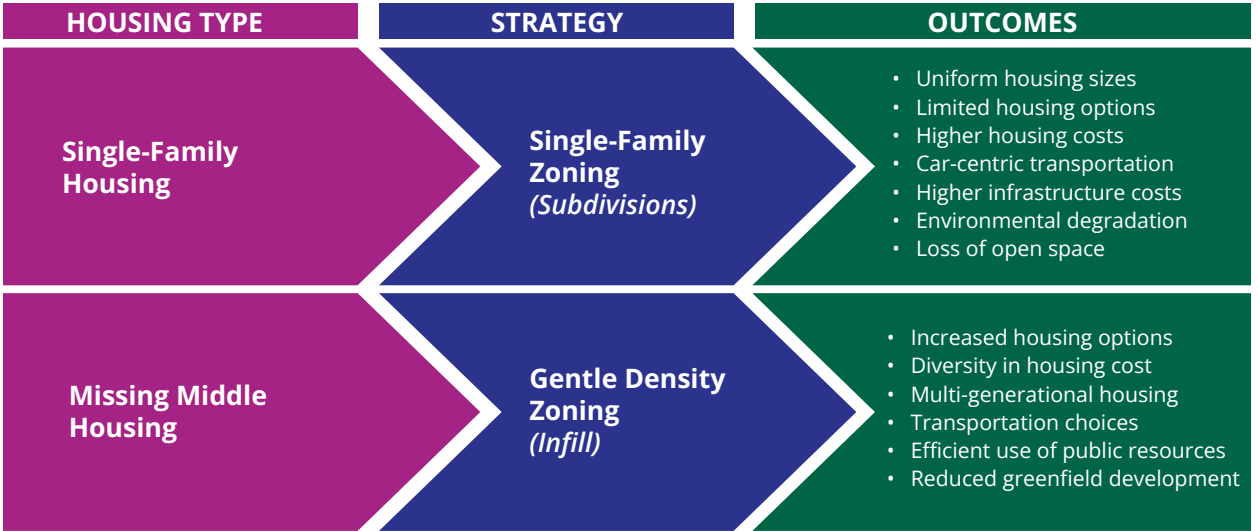 HOUSING TYPE
STRATEGY
OUTCOMES
Single-Family
Housing
Single-Family
Zoning
(Subdivisions)
• Uniform housing sizes
• Limited housing options
• Higher housing costs
• Car-centric transportation
• Higher infrastructure costs
• Environmental degradation
• Loss of open space
Missing Middle
Housing
Gentle Density
Zoning
(Infill)
• Increased housing options
• Diversity in housing cost
• Multi-generational housing
• Transportation choices
• Efficient use of public resources
• Reduced greenfield development